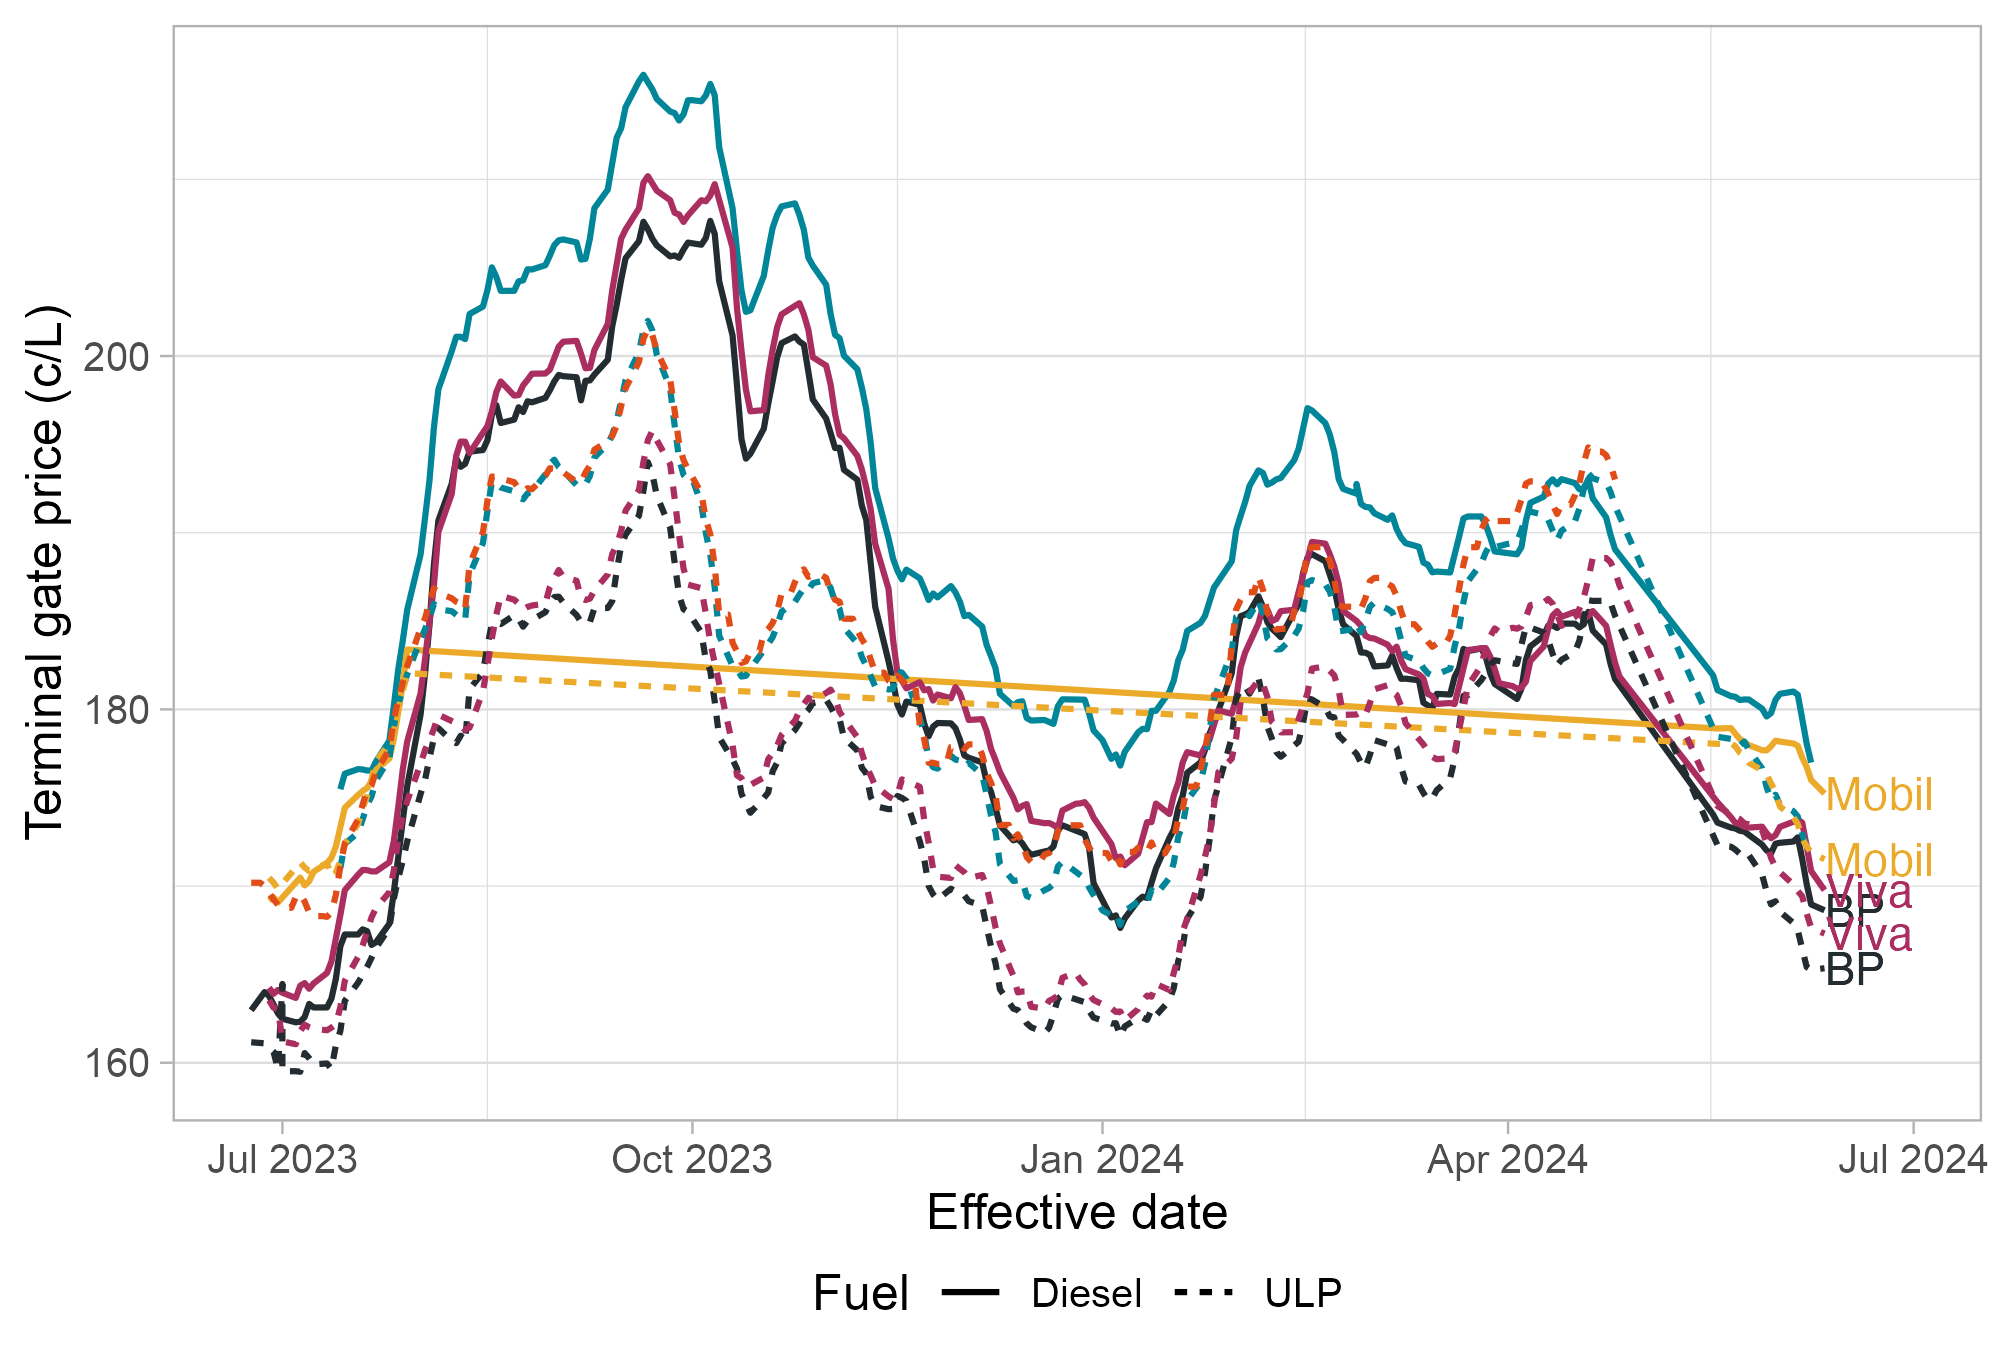 Terminal gate price (c/L)
200
180
160
Mobil
Mobil
Viva
BP
Viva
BP
Jul 2023
Oct 2023
Jan 2024
Apr 2024
Jul 2024
Effective date
Fuel
Diesel
ULP